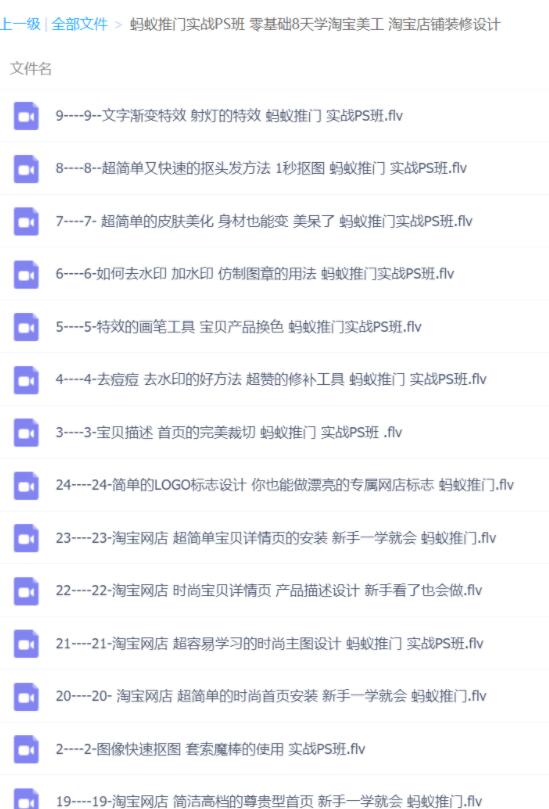 上一级 | 全部文件 > 蚂蚁推门实战PS班 零基础8天学淘宝美工 淘宝店铺装修设计
文件名
9----9--文字渐变特效 射灯的特效 蚂蚁推门 实战PS班.flv
8----8--超简单又快速的抠头发方法 1秒抠图 蚂蚁推门 实战PS班.flv
7----7- 超简单的皮肤美化 身材也能变 美呆了 蚂蚁推门实战PS班.flv
6----6-如何去水印 加水印 仿制图章的用法 蚂蚁推门实战PS班.flv
5----5-特效的画笔工具 宝贝产品换色 蚂蚁推门实战PS班.flv
4----4-去痘痘 去水印的好方法 超赞的修补工具 蚂蚁推门 实战PS班.flv
3----3-宝贝描述 首页的完美裁切 蚂蚁推门 实战PS班 .flv
24----24-简单的LOGO标志设计 你也能做漂亮的专属网店标志 蚂蚁推门.flv
23----23-淘宝网店 超简单宝贝详情页的安装 新手一学就会 蚂蚁推门.flv
22----22-淘宝网店 时尚宝贝详情页 产品描述设计 新手看了也会做.flv
21----21-淘宝网店 超容易学习的时尚主图设计 蚂蚁推门 实战PS班.flv
20----20- 淘宝网店 超简单的时尚首页安装 新手一学就会 蚂蚁推门.flv
2----2-图像快速抠图 套索魔棒的使用 实战PS班.flv
19----19-淘宝网店 简洁高档的尊贵型首页 新手一学就会 蚂蚁推门.flv